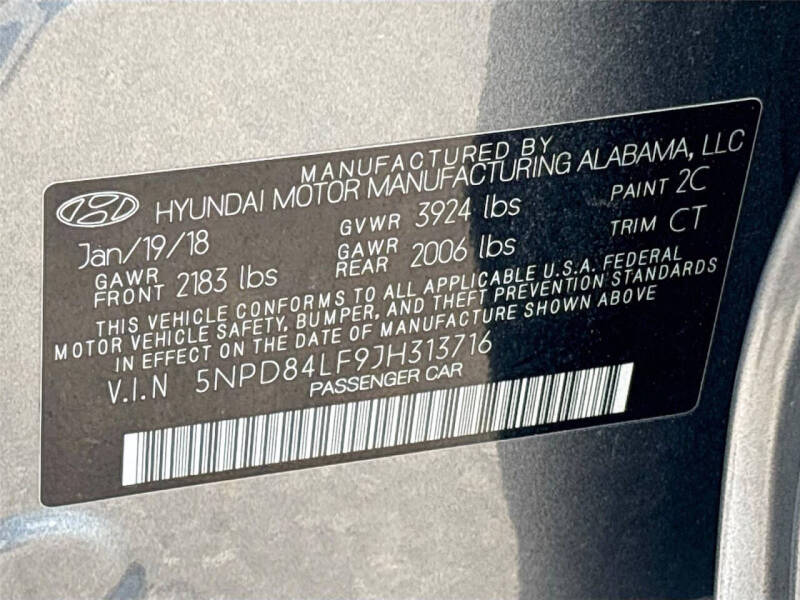 MANUFACTURED BY
HYUNDAI MOTOR MANUFACTURING ALABAMA, LLC
Jan/19/18 GVWR 3924 lbs PAINT 2C
GAWR FRONT 2183 lbs GAWR REAR 2006 lbs TRIM CT
THIS VEHICLE CONFORMS TO ALL APPLICABLE U.S.A. FEDERAL
MOTOR VEHICLE SAFETY, BUMPER, AND THEFT PREVENTION STANDARDS
IN EFFECT ON THE DATE OF MANUFACTURE SHOWN ABOVE
V.I.N 5NPD84LF9JH313716
PASSENGER CAR